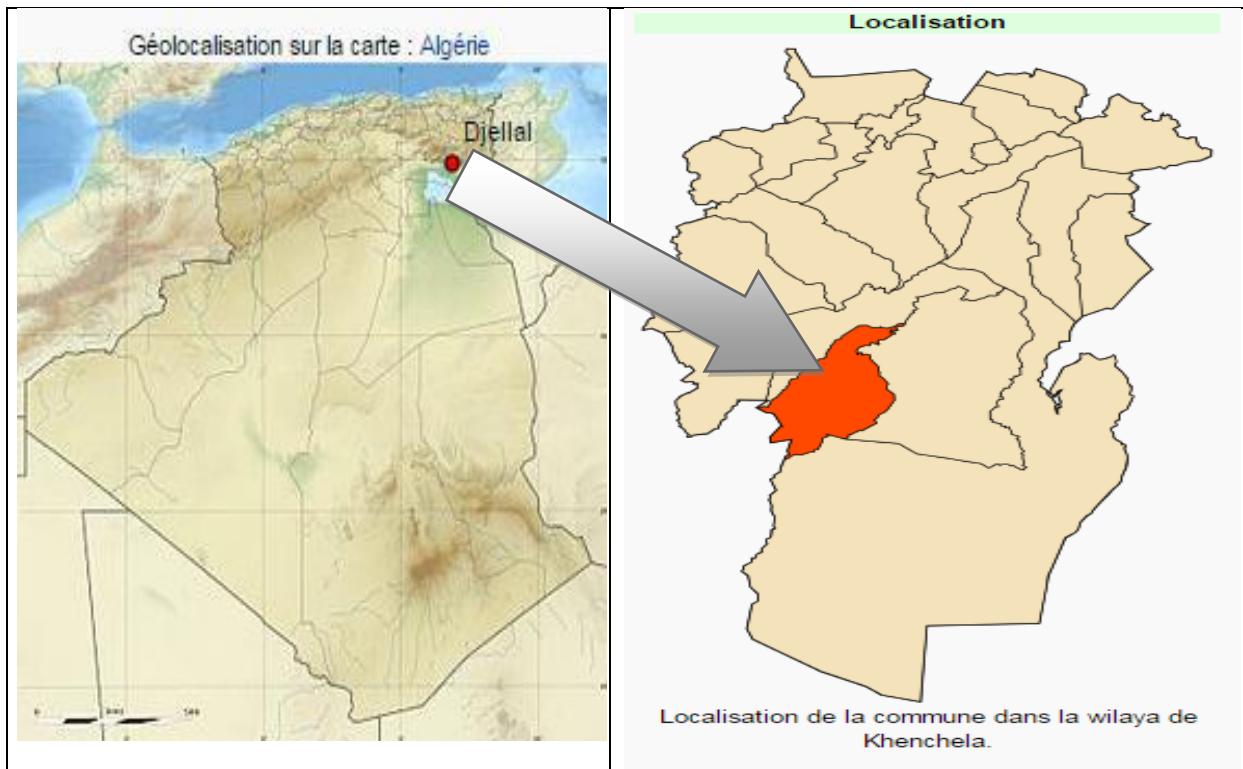 Géolocalisation sur la carte : Algérie
Djellal
Localisation
Localisation de la commune dans la wilaya de
Khenchela.